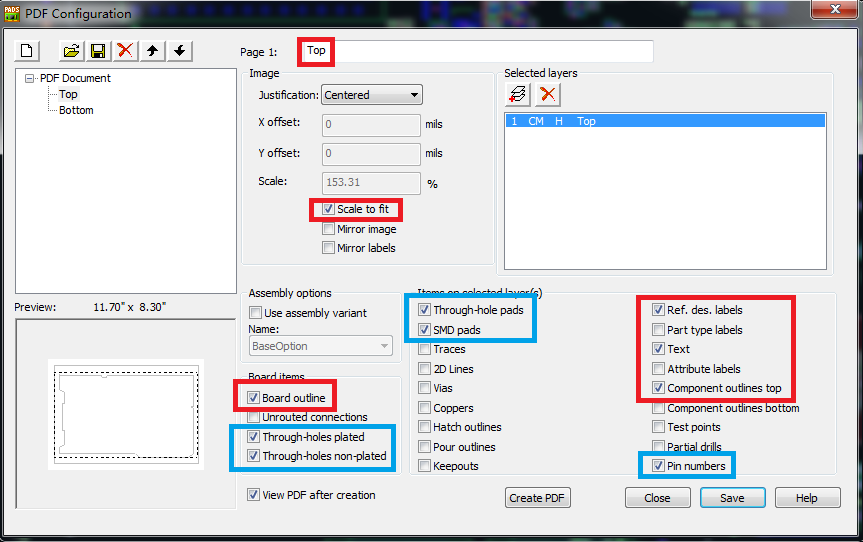 PADS
PDF Configuration
Page 1: Top
PDF Document
Top
Bottom
Image
Justification: Centered
X offset: 0 mils
Y offset: 0 mils
Scale: 153.31 %
Scale to fit
Mirror image
Mirror labels
Selected layers
1 CM H Top
Preview: 11.70" x 8.30"
Assembly options
Use assembly variant
Name:
BaseOption
Board items
Board outline
Unrouted connections
Through-holes plated
Through-holes non-plated
View PDF after creation
Items on selected layer(s)
Through-hole pads
SMD pads
Traces
2D Lines
Vias
Coppers
Hatch outlines
Pour outlines
Keepouts
Ref. des. labels
Part type labels
Text
Attribute labels
Component outlines top
Component outlines bottom
Test points
Partial drills
Pin numbers
Create PDF
Close
Save
Help